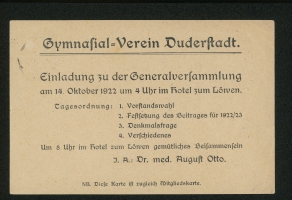 Gymnasial-Verein Duderstadt.
Einladung zu der Generalversammlung
am 14. Oktober 1922 um 4 Uhr im Hotel zum Löwen.
Tagesordnung: 1. Vorstandswahl
2. Festsetzung des Beitrages für 1922/23
3. Denkmalsfrage
4. Verschiedenes
Um 8 Uhr im Hotel zum Löwen gemütliches Beisammensein
J. A.: Dr. med. August Otto.
NB. Diese Karte ist zugleich Mitgliedskarte.